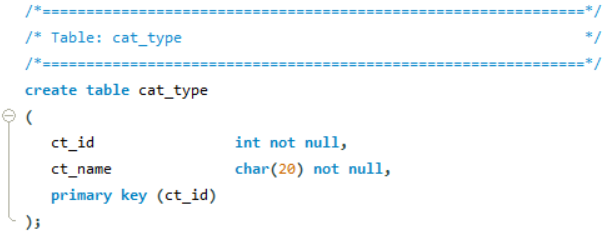 /*==============================================================*/
/* Table: cat_type                                              */
/*==============================================================*/
create table cat_type
(
   ct_id                int not null,
   ct_name              char(20) not null,
   primary key (ct_id)
);